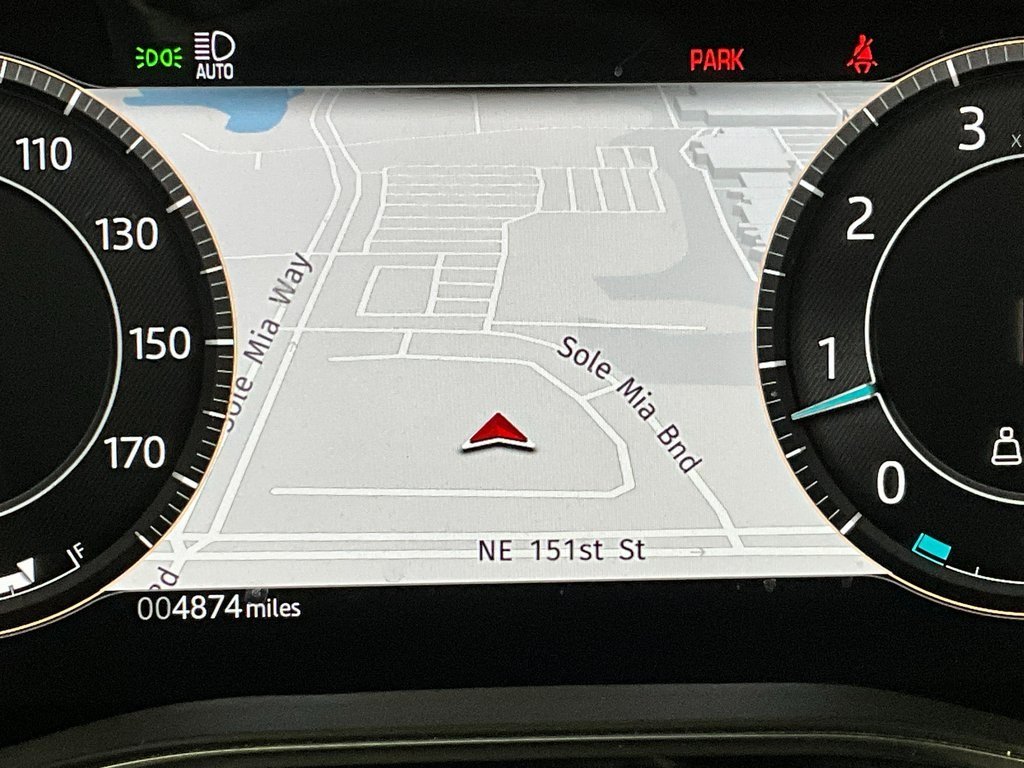 AUTO
PARK
110
130
150
170
F
3
x
2
1
0
Sole Mia Way
Sole Mia Bnd
NE 151st St
004874 miles